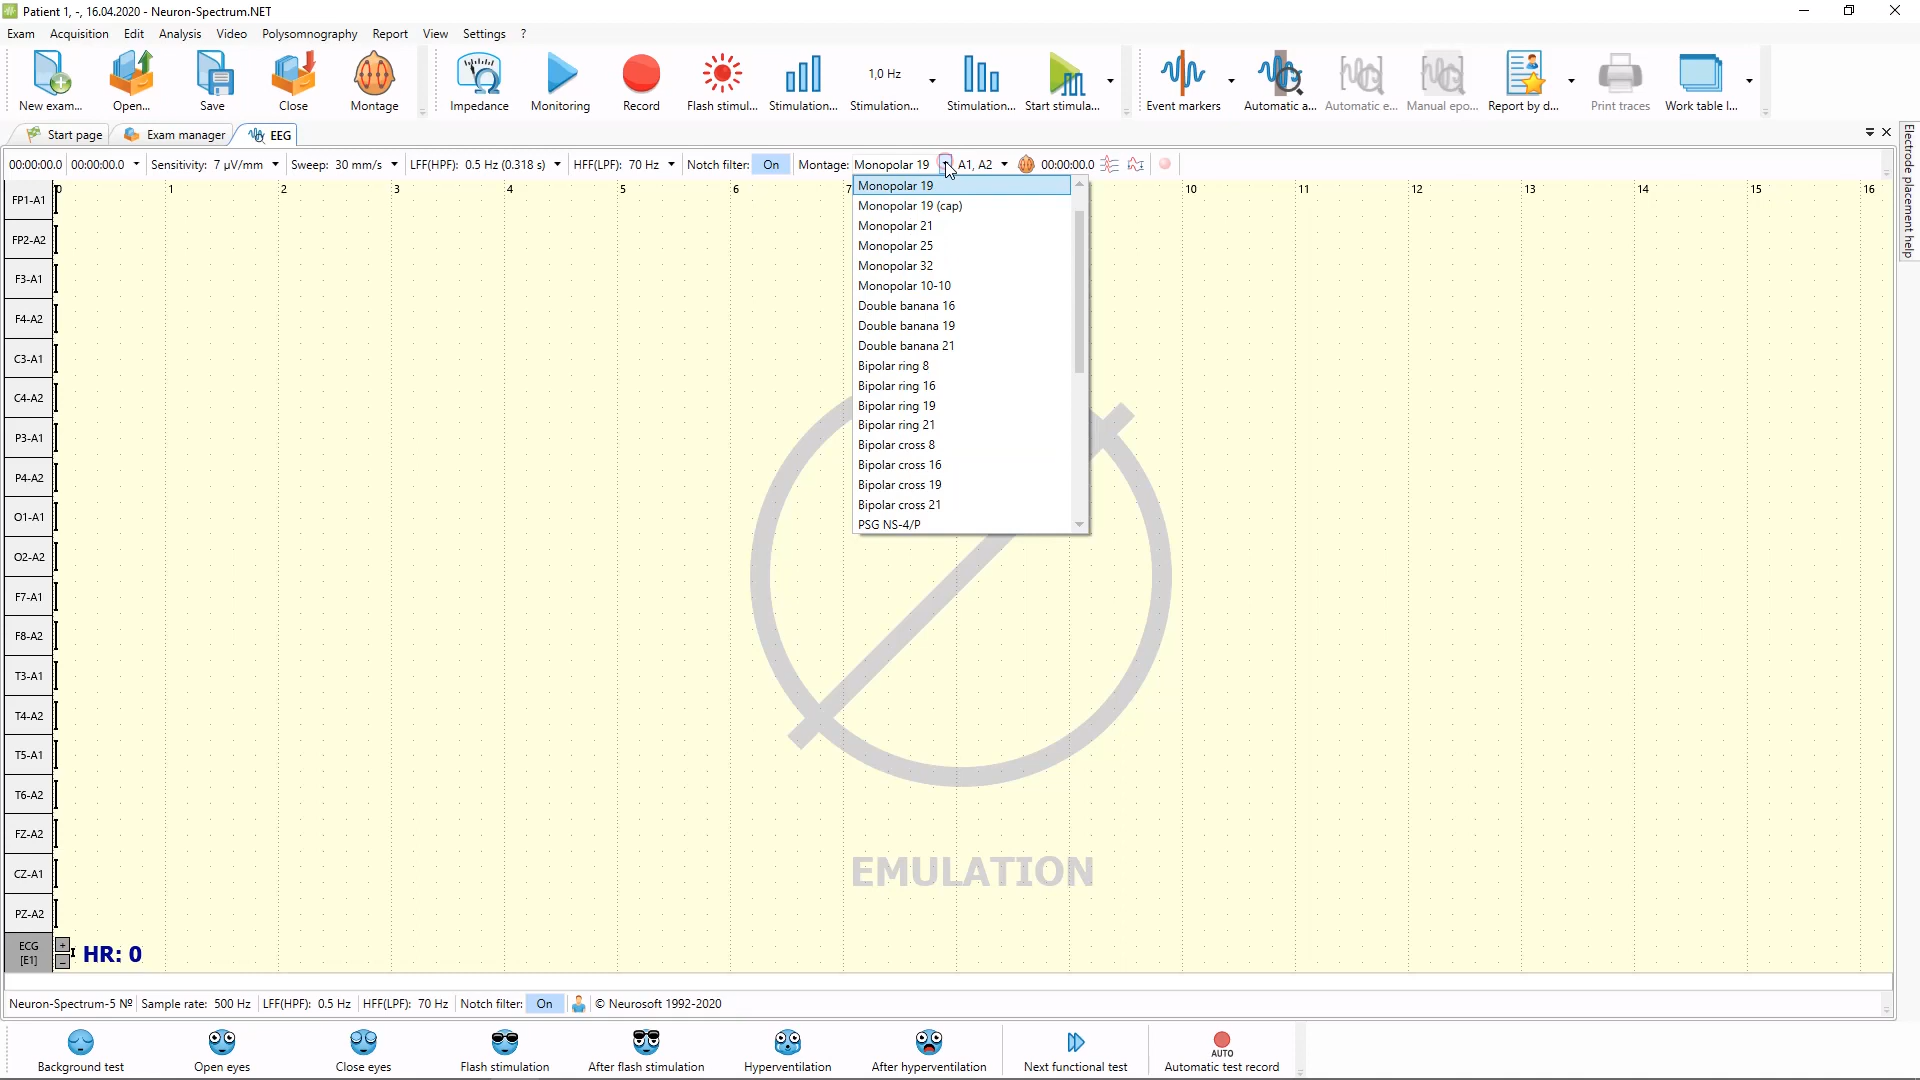 Patient 1, -, 16.04.2020 - Neuron-Spectrum.NET
Exam Acquisition Edit Analysis Video Polysomnography Report View Settings ?
New exam... Open... Save Close Montage Impedance Monitoring Record Flash stimul... Stimulation... 1,0 Hz Stimulation... Stimulation... Start stimula... Event markers Automatic a... Automatic e... Manual epo... Report by d... Print traces Work table l...
Start page Exam manager EEG
00:00:00.0 00:00:00.0 Sensitivity: 7 µV/mm Sweep: 30 mm/s LFF(HPF): 0.5 Hz (0.318 s) HFF(LPF): 70 Hz Notch filter: On Montage: Monopolar 19 A1, A2 00:00:00.0
Electrode placement help
0 1 2 3 4 5 6 7 10 11 12 13 14 15 16
Monopolar 19
Monopolar 19 (cap)
Monopolar 21
Monopolar 25
Monopolar 32
Monopolar 10-10
Double banana 16
Double banana 19
Double banana 21
Bipolar ring 8
Bipolar ring 16
Bipolar ring 19
Bipolar ring 21
Bipolar cross 8
Bipolar cross 16
Bipolar cross 19
Bipolar cross 21
PSG NS-4/P
FP1-A1
FP2-A2
F3-A1
F4-A2
C3-A1
C4-A2
P3-A1
P4-A2
O1-A1
O2-A2
F7-A1
F8-A2
T3-A1
T4-A2
T5-A1
T6-A2
FZ-A2
CZ-A1
PZ-A2
ECG
[E1]
+
-
HR: 0
EMULATION
Neuron-Spectrum-5 № Sample rate: 500 Hz LFF(HPF): 0.5 Hz HFF(LPF): 70 Hz Notch filter: On © Neurosoft 1992-2020
AUTO
Background test Open eyes Close eyes Flash stimulation After flash stimulation Hyperventilation After hyperventilation Next functional test Automatic test record